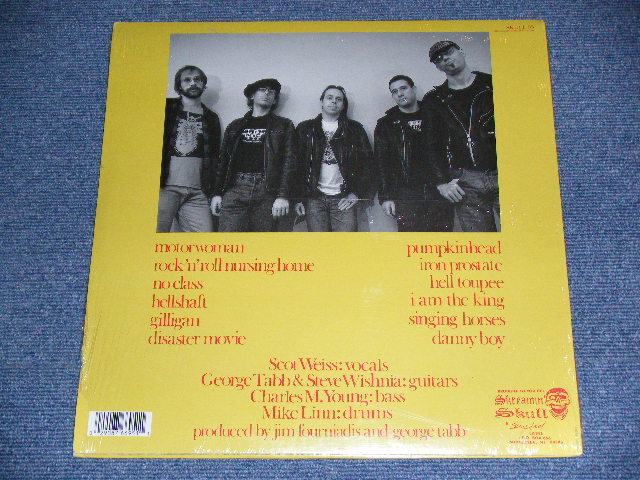 motorwoman
rock'n'roll nursing home
no class
hellshaft
gilligan
disaster movie
pumpkinhead
iron prostate
hell toupee
i am the king
singing horses
danny boy
Scot Weiss: vocals
George Tabb & Steve Wishnia: guitars
Charles M. Young: bass
Mike Linn: drums
produced by jim fourniadis and george tabb
Skreamin'
Skull